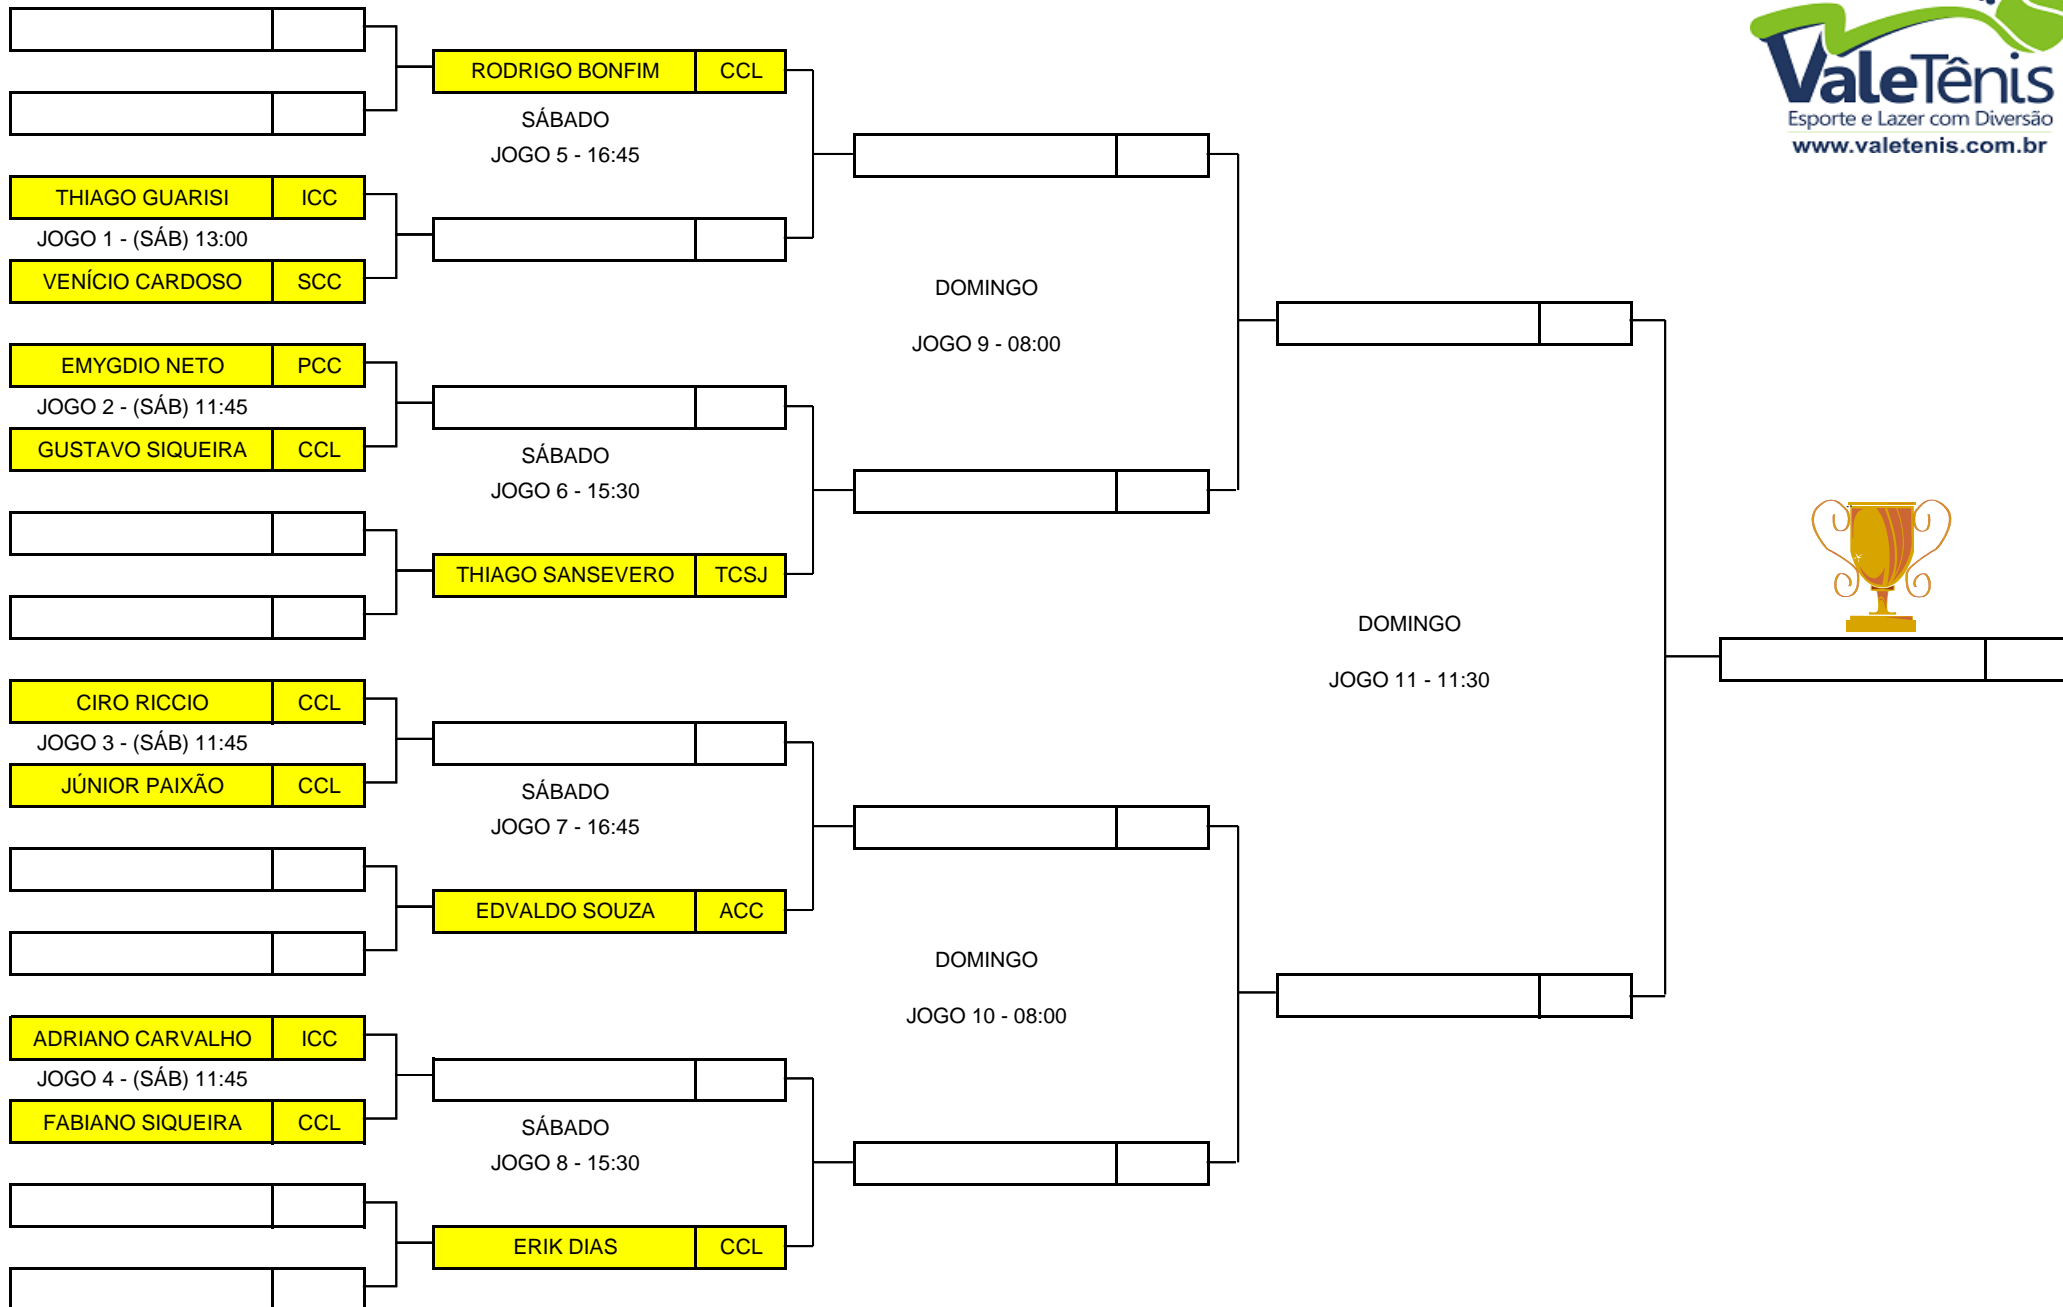 ValeTênis
Esporte e Lazer com Diversão
www.valetenis.com.br
RODRIGO BONFIM CCL
SÁBADO
JOGO 5 - 16:45
THIAGO GUARISI ICC
JOGO 1 - (SÁB) 13:00
VENÍCIO CARDOSO SCC
DOMINGO
JOGO 9 - 08:00
EMYGDIO NETO PCC
JOGO 2 - (SÁB) 11:45
GUSTAVO SIQUEIRA CCL
SÁBADO
JOGO 6 - 15:30
THIAGO SANSEVERO TCSJ
DOMINGO
JOGO 11 - 11:30
CIRO RICCIO CCL
JOGO 3 - (SÁB) 11:45
JÚNIOR PAIXÃO CCL
SÁBADO
JOGO 7 - 16:45
EDVALDO SOUZA ACC
DOMINGO
JOGO 10 - 08:00
ADRIANO CARVALHO ICC
JOGO 4 - (SÁB) 11:45
FABIANO SIQUEIRA CCL
SÁBADO
JOGO 8 - 15:30
ERIK DIAS CCL